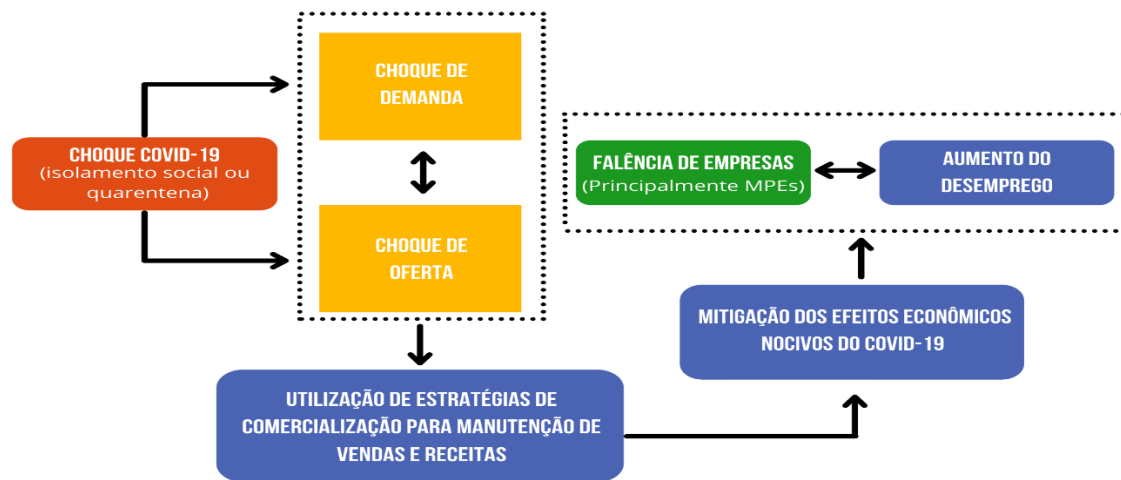 CHOQUE DE
DEMANDA
CHOQUE COVID-19
(isolamento social ou
quarentena)
CHOQUE DE
OFERTA
FALÊNCIA DE EMPRESAS
(Principalmente MPEs)
AUMENTO DO
DESEMPREGO
MITIGAÇÃO DOS EFEITOS ECONÔMICOS
NOCIVOS DO COVID-19
UTILIZAÇÃO DE ESTRATÉGIAS DE
COMERCIALIZAÇÃO PARA MANUTENÇÃO DE
VENDAS E RECEITAS